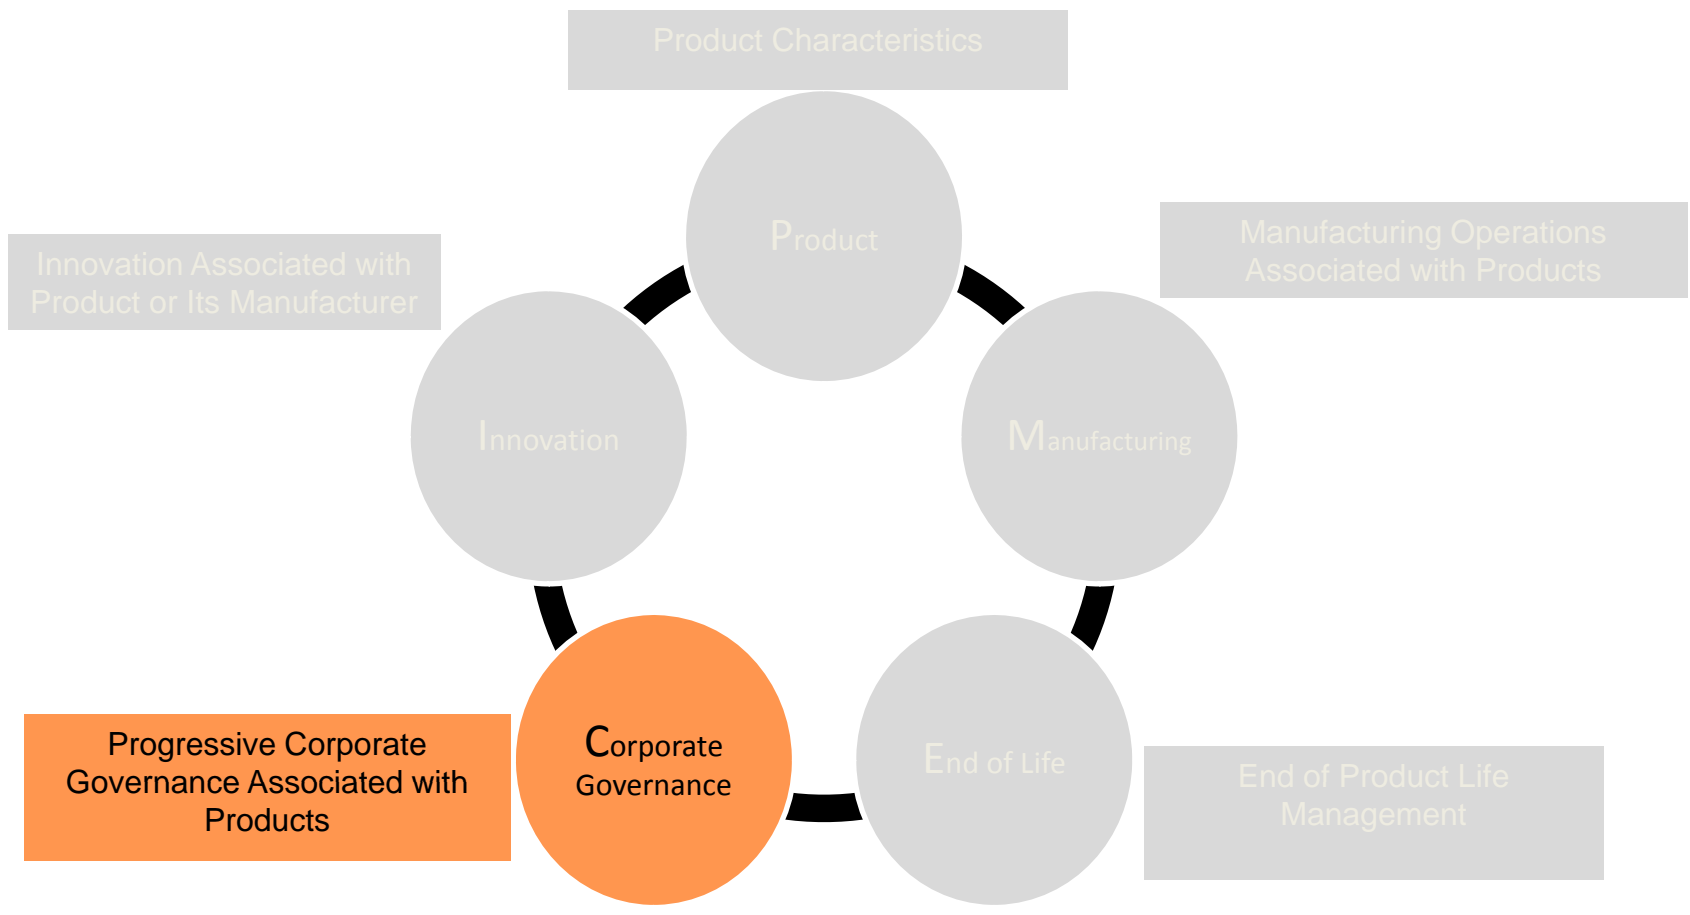 Product Characteristics
Product
Manufacturing Operations
Associated with Products
Innovation Associated with
Product or Its Manufacturer
Innovation
Manufacturing
Progressive Corporate
Governance Associated with
Products
Corporate
Governance
End of Life
End of Product Life
Management